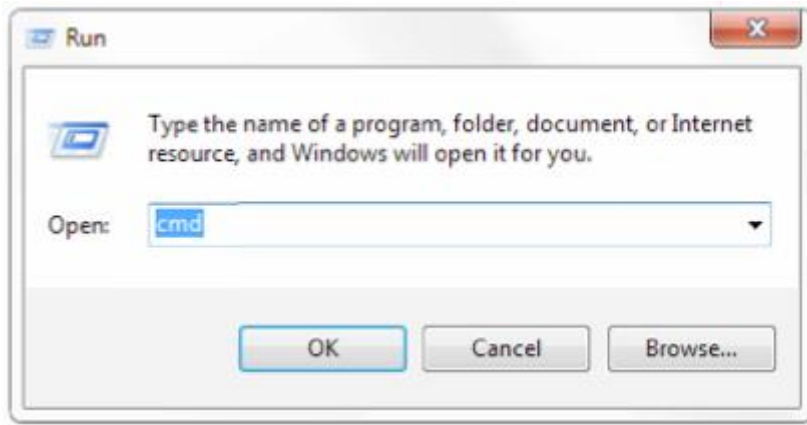 Run
Type the name of a program, folder, document, or Internet
resource, and Windows will open it for you.
Open: cmd
OK Cancel Browse...